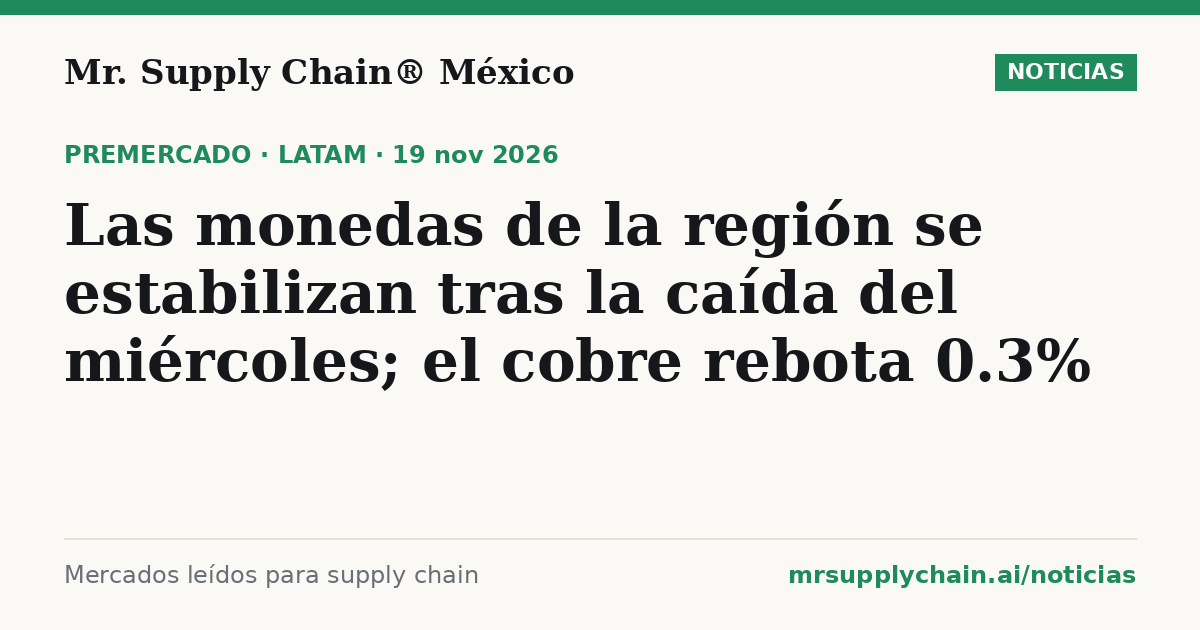 Mr. Supply Chain® México
NOTICIAS
PREMERCADO · LATAM · 19 nov 2026
Las monedas de la región se
estabilizan tras la caída del
miércoles; el cobre rebota 0.3%
Mercados leídos para supply chain
mrsupplychain.ai/noticias